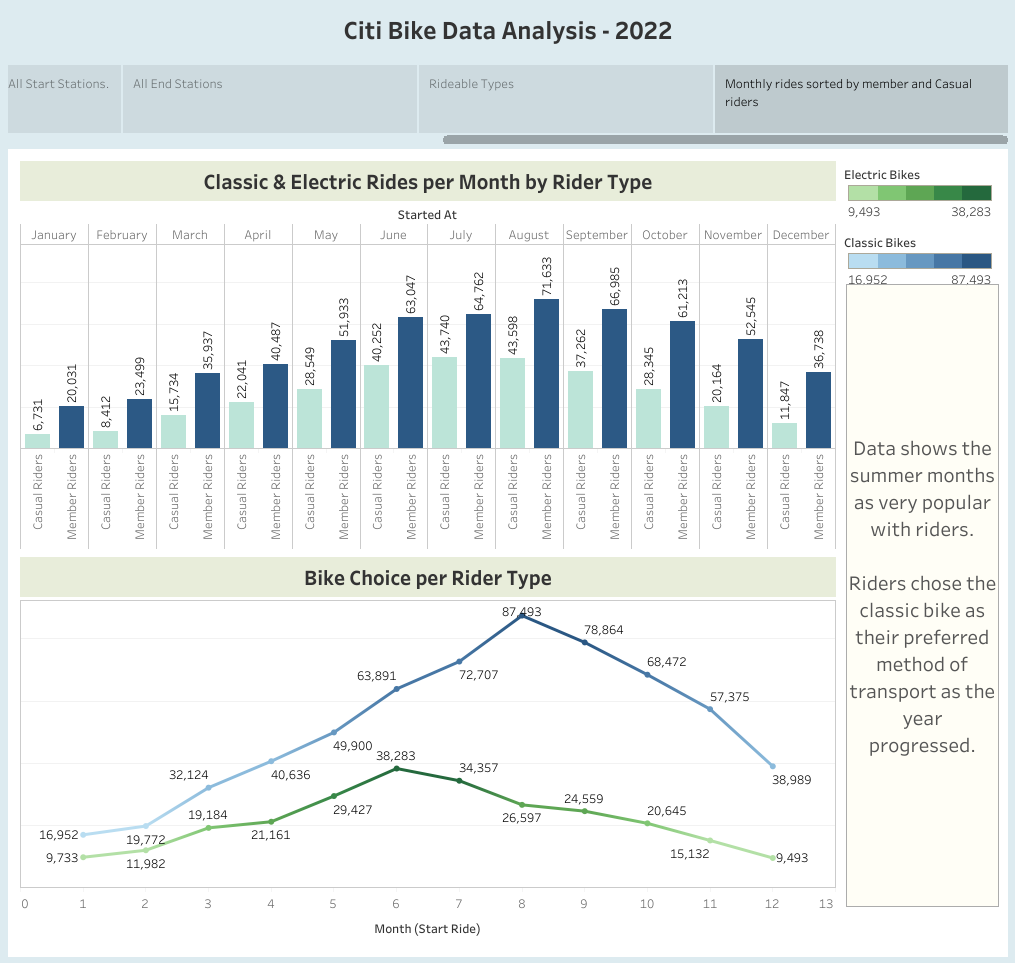 Citi Bike Data Analysis - 2022
All Start Stations.
All End Stations
Rideable Types
Monthly rides sorted by member and Casual
riders
Classic & Electric Rides per Month by Rider Type
Started At
January February March April May June July August September October November December
6,731 20,031 8,412 23,499 15,734 35,937 22,041 40,487 28,549 51,933 40,252 63,047 43,740 64,762 43,598 71,633 37,262 66,985 28,345 61,213 20,164 52,545 11,847 36,738
Casual Riders Member Riders Casual Riders Member Riders Casual Riders Member Riders Casual Riders Member Riders Casual Riders Member Riders Casual Riders Member Riders Casual Riders Member Riders Casual Riders Member Riders Casual Riders Member Riders Casual Riders Member Riders Casual Riders Member Riders Casual Riders Member Riders
Electric Bikes
9,493 38,283
Classic Bikes
16,952 87,493
Data shows the
summer months
as very popular
with riders.
Riders chose the
classic bike as
their preferred
method of
transport as the
year
progressed.
Bike Choice per Rider Type
16,952 19,772 32,124 40,636 49,900 63,891 72,707 87,493 78,864 68,472 57,375 38,989
9,733 11,982 19,184 21,161 29,427 38,283 34,357 26,597 24,559 20,645 15,132 9,493
0 1 2 3 4 5 6 7 8 9 10 11 12 13
Month (Start Ride)